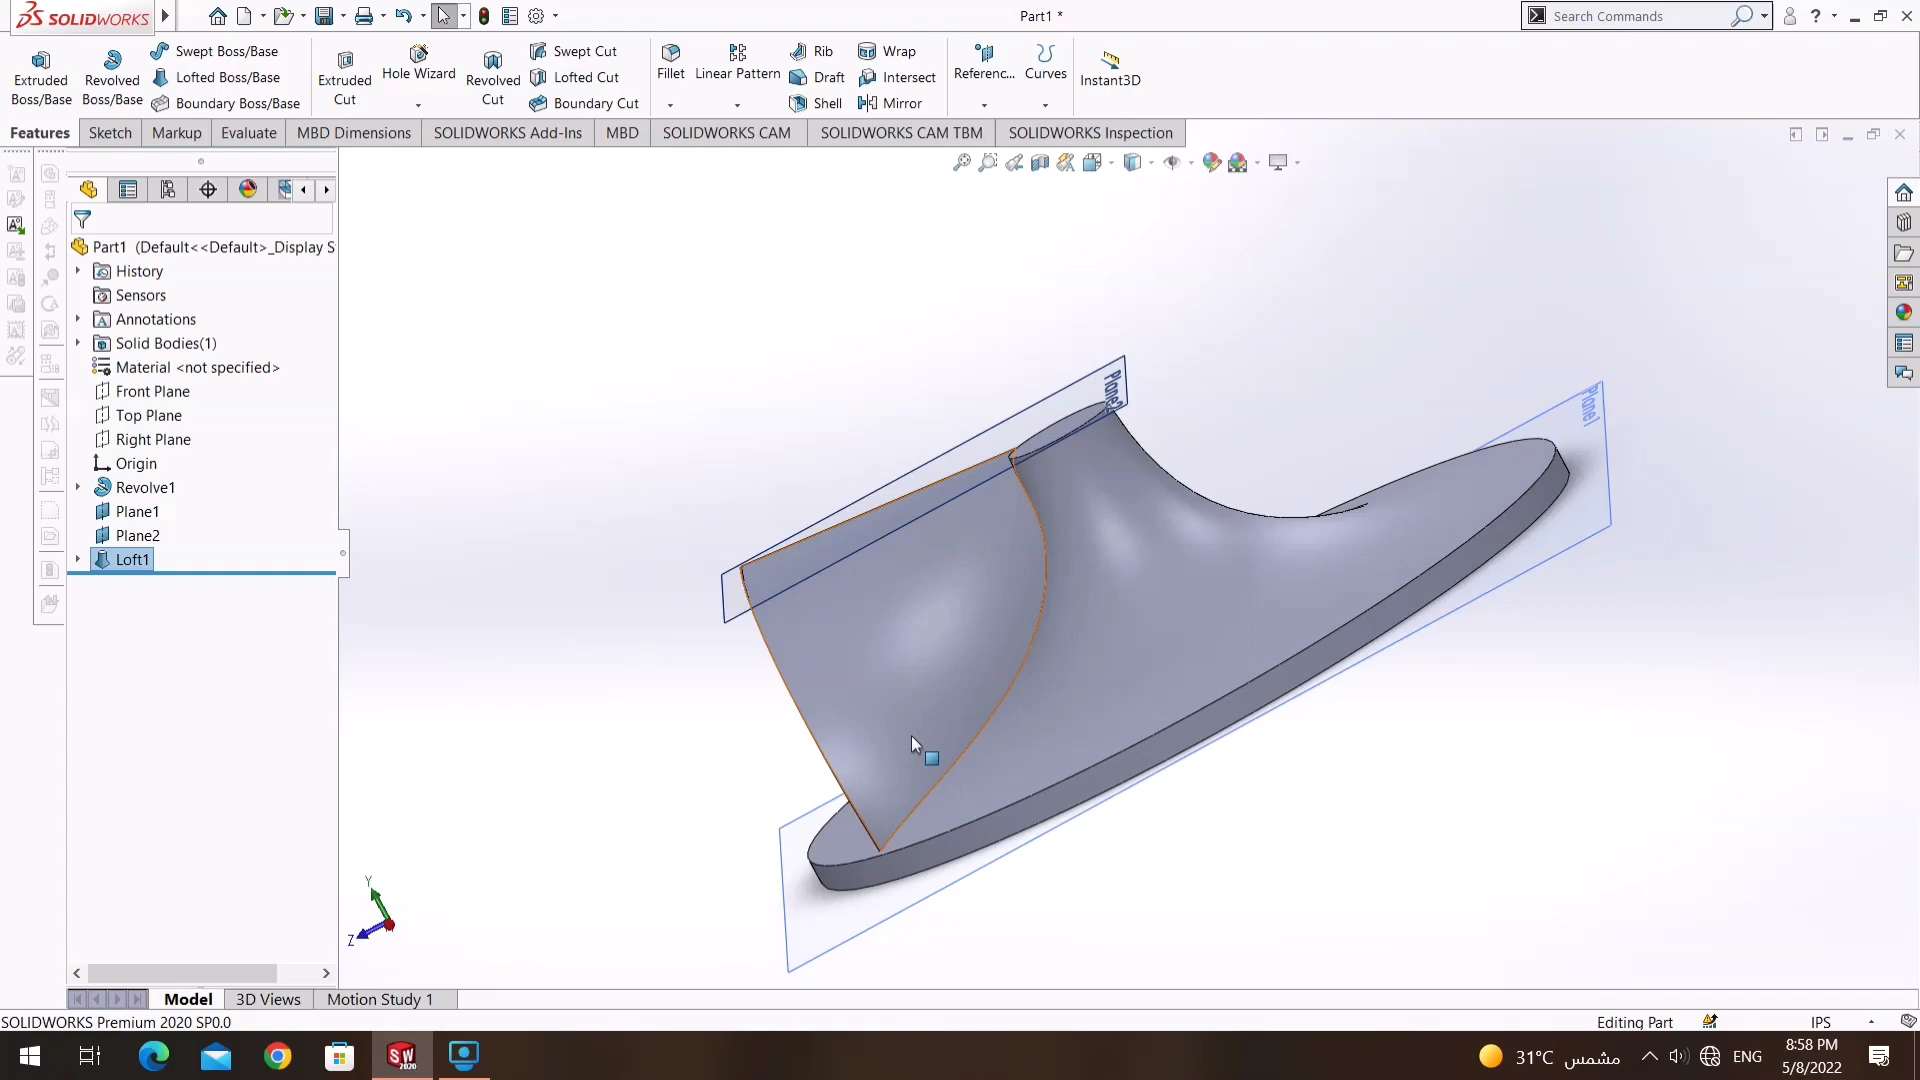 SOLIDWORKS
Part1 *
Search Commands
Extruded Boss/Base
Revolved Boss/Base
Swept Boss/Base
Lofted Boss/Base
Boundary Boss/Base
Extruded Cut
Hole Wizard
Revolved Cut
Swept Cut
Lofted Cut
Boundary Cut
Fillet
Linear Pattern
Rib
Draft
Shell
Wrap
Intersect
Mirror
Referenc...
Curves
Instant3D
Features
Sketch
Markup
Evaluate
MBD Dimensions
SOLIDWORKS Add-Ins
MBD
SOLIDWORKS CAM
SOLIDWORKS CAM TBM
SOLIDWORKS Inspection
Part1 (Default<<Default>_Display S
History
Sensors
Annotations
Solid Bodies(1)
Material <not specified>
Front Plane
Top Plane
Right Plane
Origin
Revolve1
Plane1
Plane2
Loft1
Plane2
Plane1
Y
Z
Model
3D Views
Motion Study 1
SOLIDWORKS Premium 2020 SP0.0
Editing Part
IPS
SW
2020
31°C مشمس
ENG
8:58 PM
5/8/2022